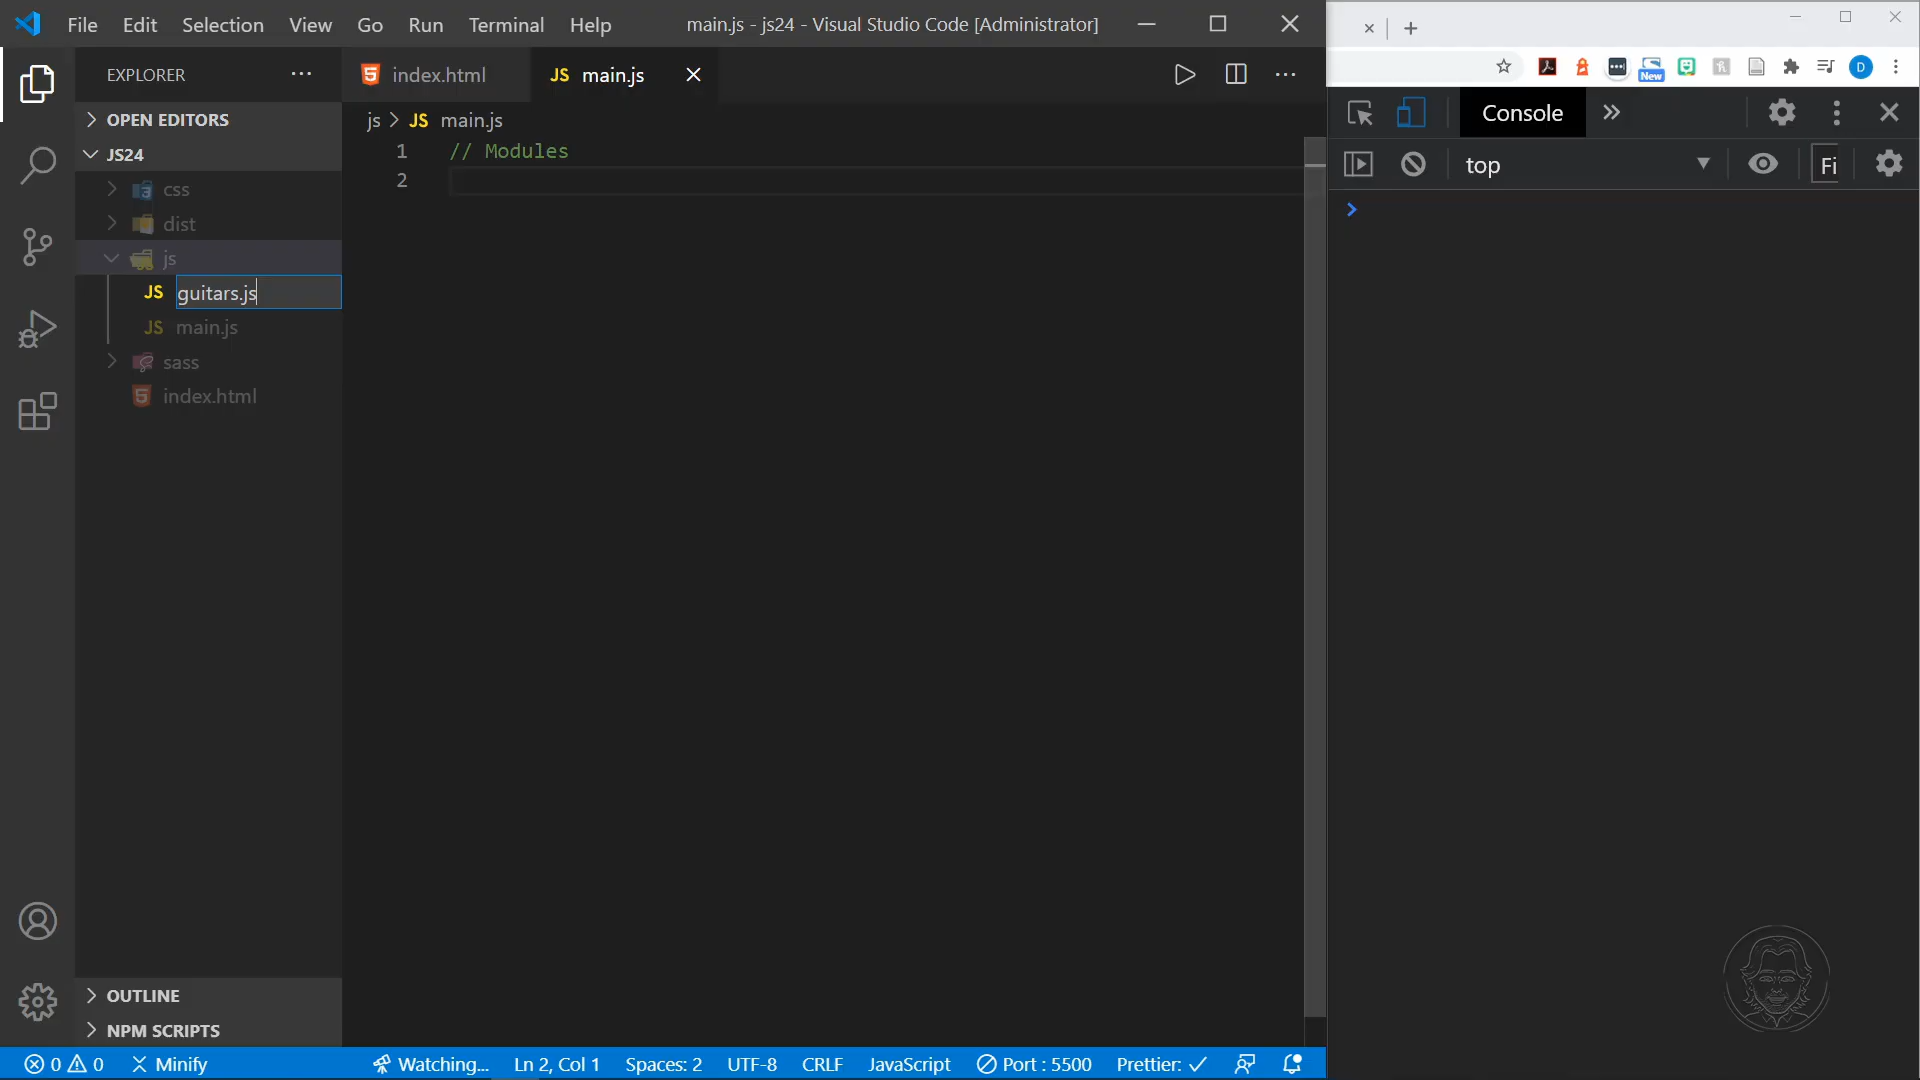 File Edit Selection View Go Run Terminal Help main.js - js24 - Visual Studio Code [Administrator]
EXPLORER
index.html
JS main.js
OPEN EDITORS
JS24
css
dist
js
JS guitars.js
JS main.js
sass
index.html
OUTLINE
NPM SCRIPTS
js > JS main.js
1 // Modules
2
0 0 Minify Watching... Ln 2, Col 1 Spaces: 2 UTF-8 CRLF JavaScript Port : 5500 Prettier: ✓
New
D
Console
top
Fi